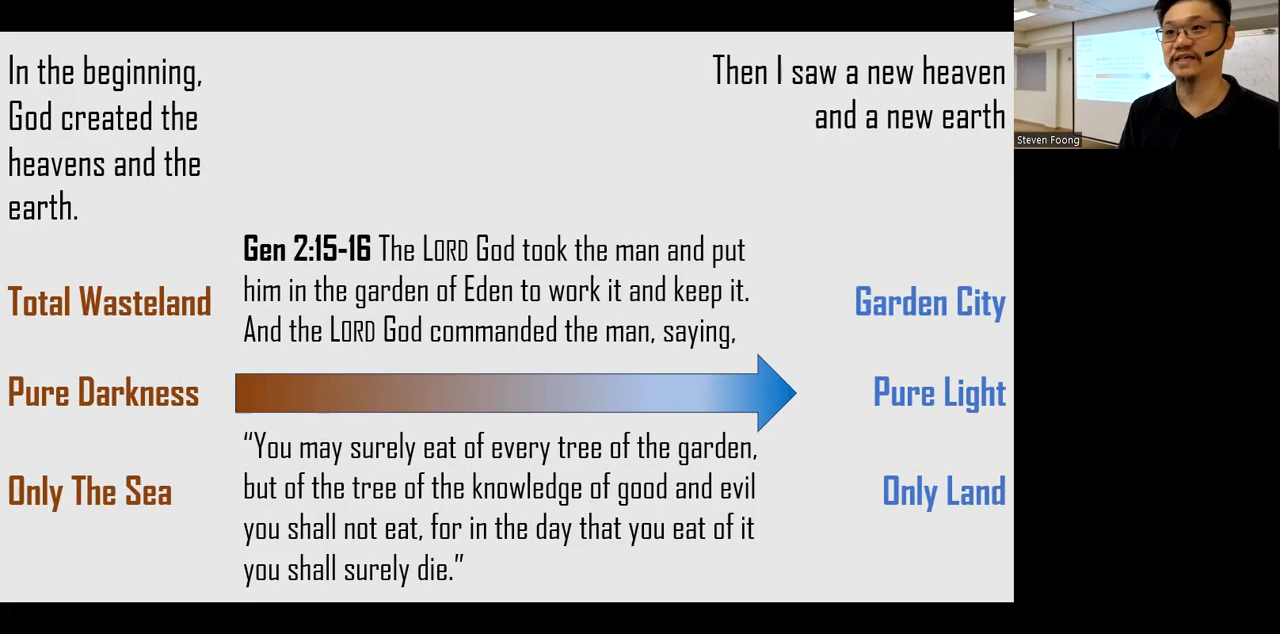 In the beginning,
God created the
heavens and the
earth.
Then I saw a new heaven
and a new earth
Gen 2:15-16 The LORD God took the man and put
him in the garden of Eden to work it and keep it.
And the LORD God commanded the man, saying,
Total Wasteland
Garden City
Pure Darkness
Pure Light
“You may surely eat of every tree of the garden,
but of the tree of the knowledge of good and evil
you shall not eat, for in the day that you eat of it
you shall surely die.”
Only The Sea
Only Land
Steven Foong